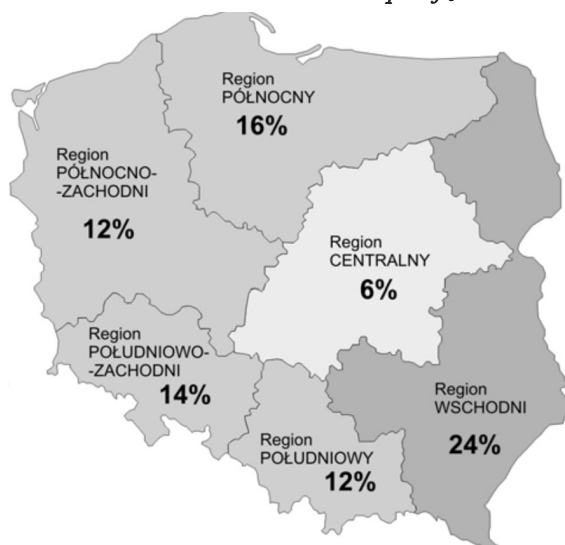 Region
PÓŁNOCNY
16%
Region
PÓŁNOCNO-
-ZACHODNI
12%
Region
CENTRALNY
6%
Region
POŁUDNIOWO-
-ZACHODNI
14%
Region
WSCHODNI
24%
Region
POŁUDNIOWY
12%